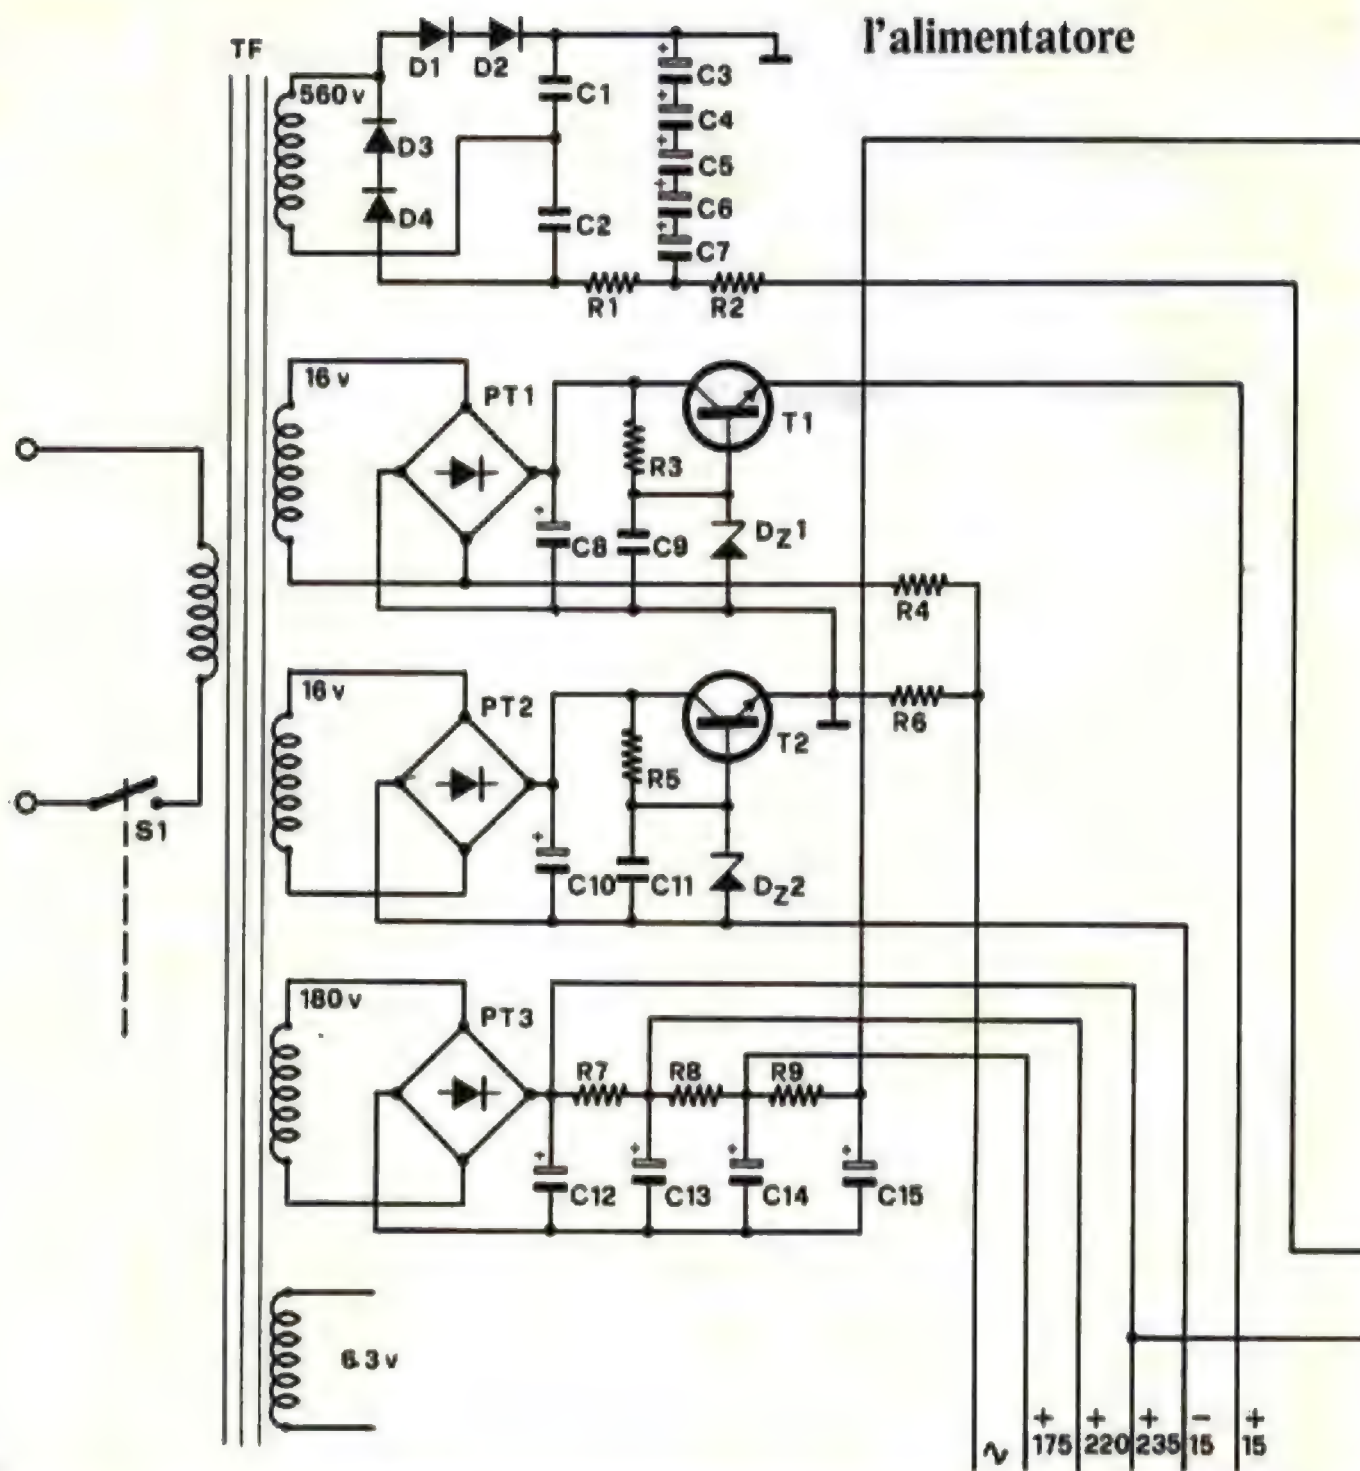 l'alimentatore
TF
D1 D2
560 v
C1
C3
C4
D3
C5
C6
D4
C2
C7
R1 R2
16 v
PT1
T1
R3
Dz1
C8 C9
R4
16 v
PT2
R6
T2
R5
S1
C10 C11 Dz2
180 v
PT3
R7 R8 R9
C12 C13 C14 C15
6.3 v
+ + + - +
∿ 175 220 235 15 15